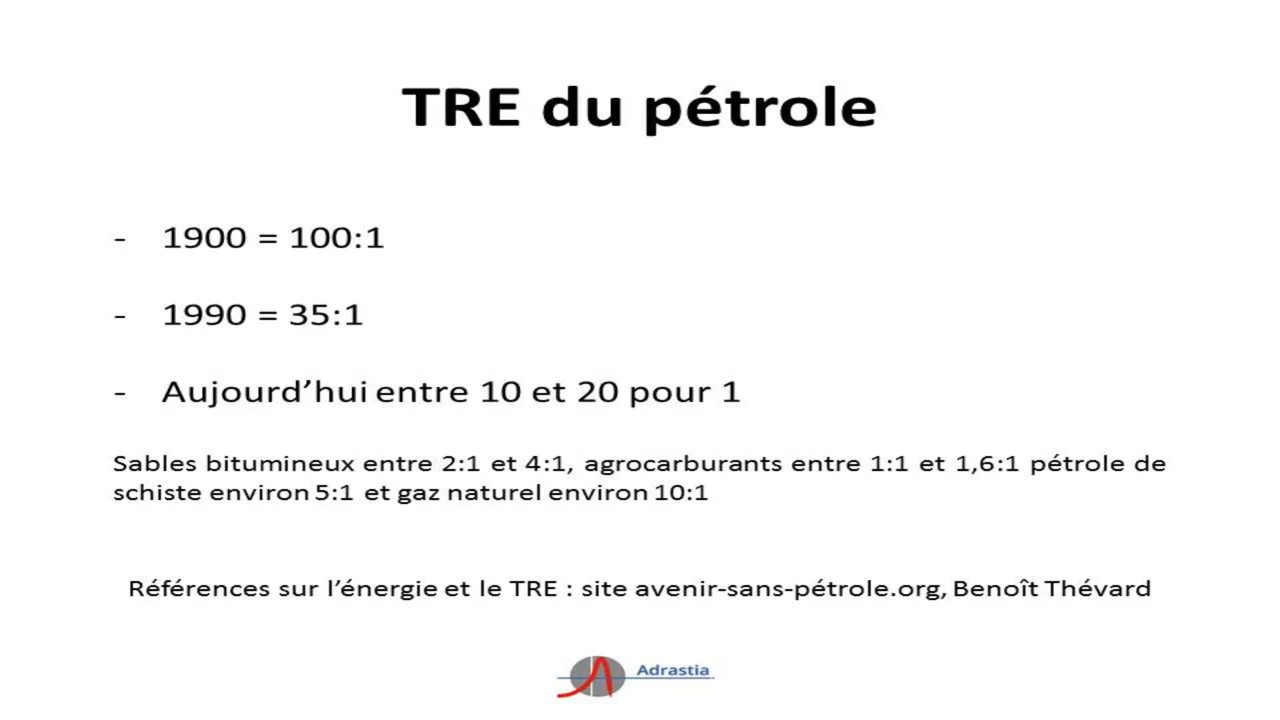 TRE du pétrole
- 1900 = 100:1
- 1990 = 35:1
- Aujourd’hui entre 10 et 20 pour 1
Sables bitumineux entre 2:1 et 4:1, agrocarburants entre 1:1 et 1,6:1 pétrole de
schiste environ 5:1 et gaz naturel environ 10:1
Références sur l’énergie et le TRE : site avenir-sans-pétrole.org, Benoît Thévard
Adrastia